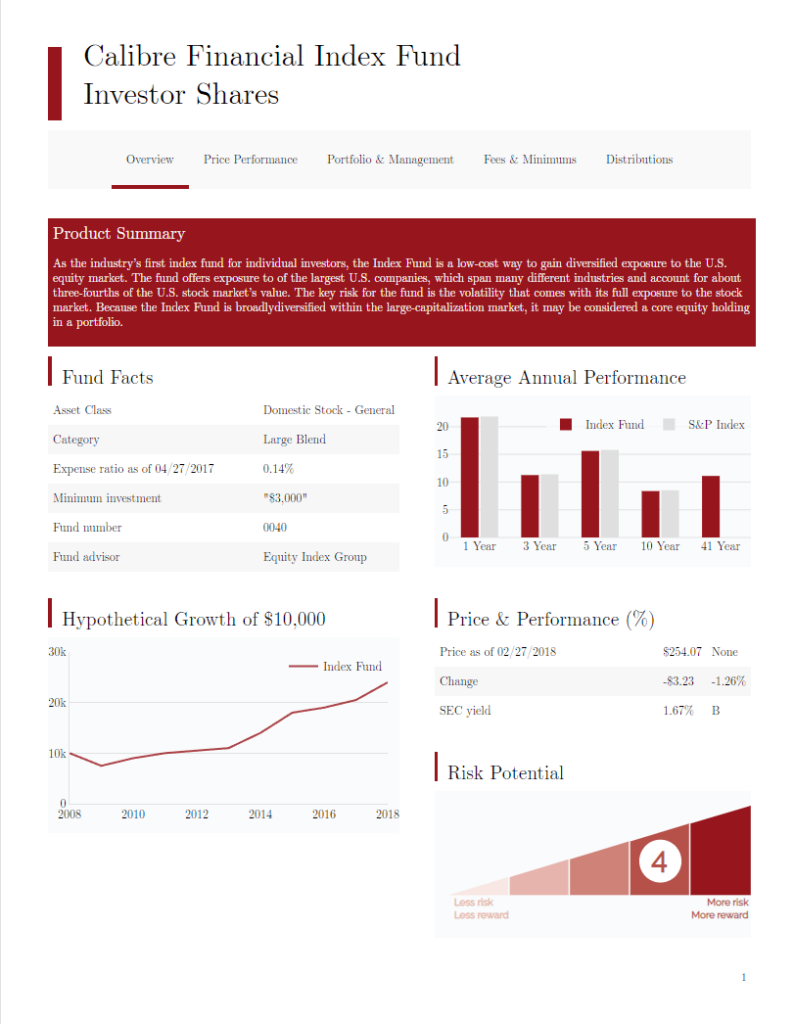 Calibre Financial Index Fund
Investor Shares
Overview Price Performance Portfolio & Management Fees & Minimums Distributions
Product Summary
As the industry's first index fund for individual investors, the Index Fund is a low-cost way to gain diversified exposure to the U.S.
equity market. The fund offers exposure to of the largest U.S. companies, which span many different industries and account for about
three-fourths of the U.S. stock market's value. The key risk for the fund is the volatility that comes with its full exposure to the stock
market. Because the Index Fund is broadlydiversified within the large-capitalization market, it may be considered a core equity holding
in a portfolio.
Fund Facts
Asset Class Domestic Stock - General
Category Large Blend
Expense ratio as of 04/27/2017 0.14%
Minimum investment "$3,000"
Fund number 0040
Fund advisor Equity Index Group
Average Annual Performance
Index Fund S&P Index
20
15
10
5
0
1 Year 3 Year 5 Year 10 Year 41 Year
Hypothetical Growth of $10,000
Index Fund
30k
20k
10k
0
2008 2010 2012 2014 2016 2018
Price & Performance (%)
Price as of 02/27/2018 $254.07 None
Change -$3.23 -1.26%
SEC yield 1.67% B
Risk Potential
4
Less risk More risk
Less reward More reward
1